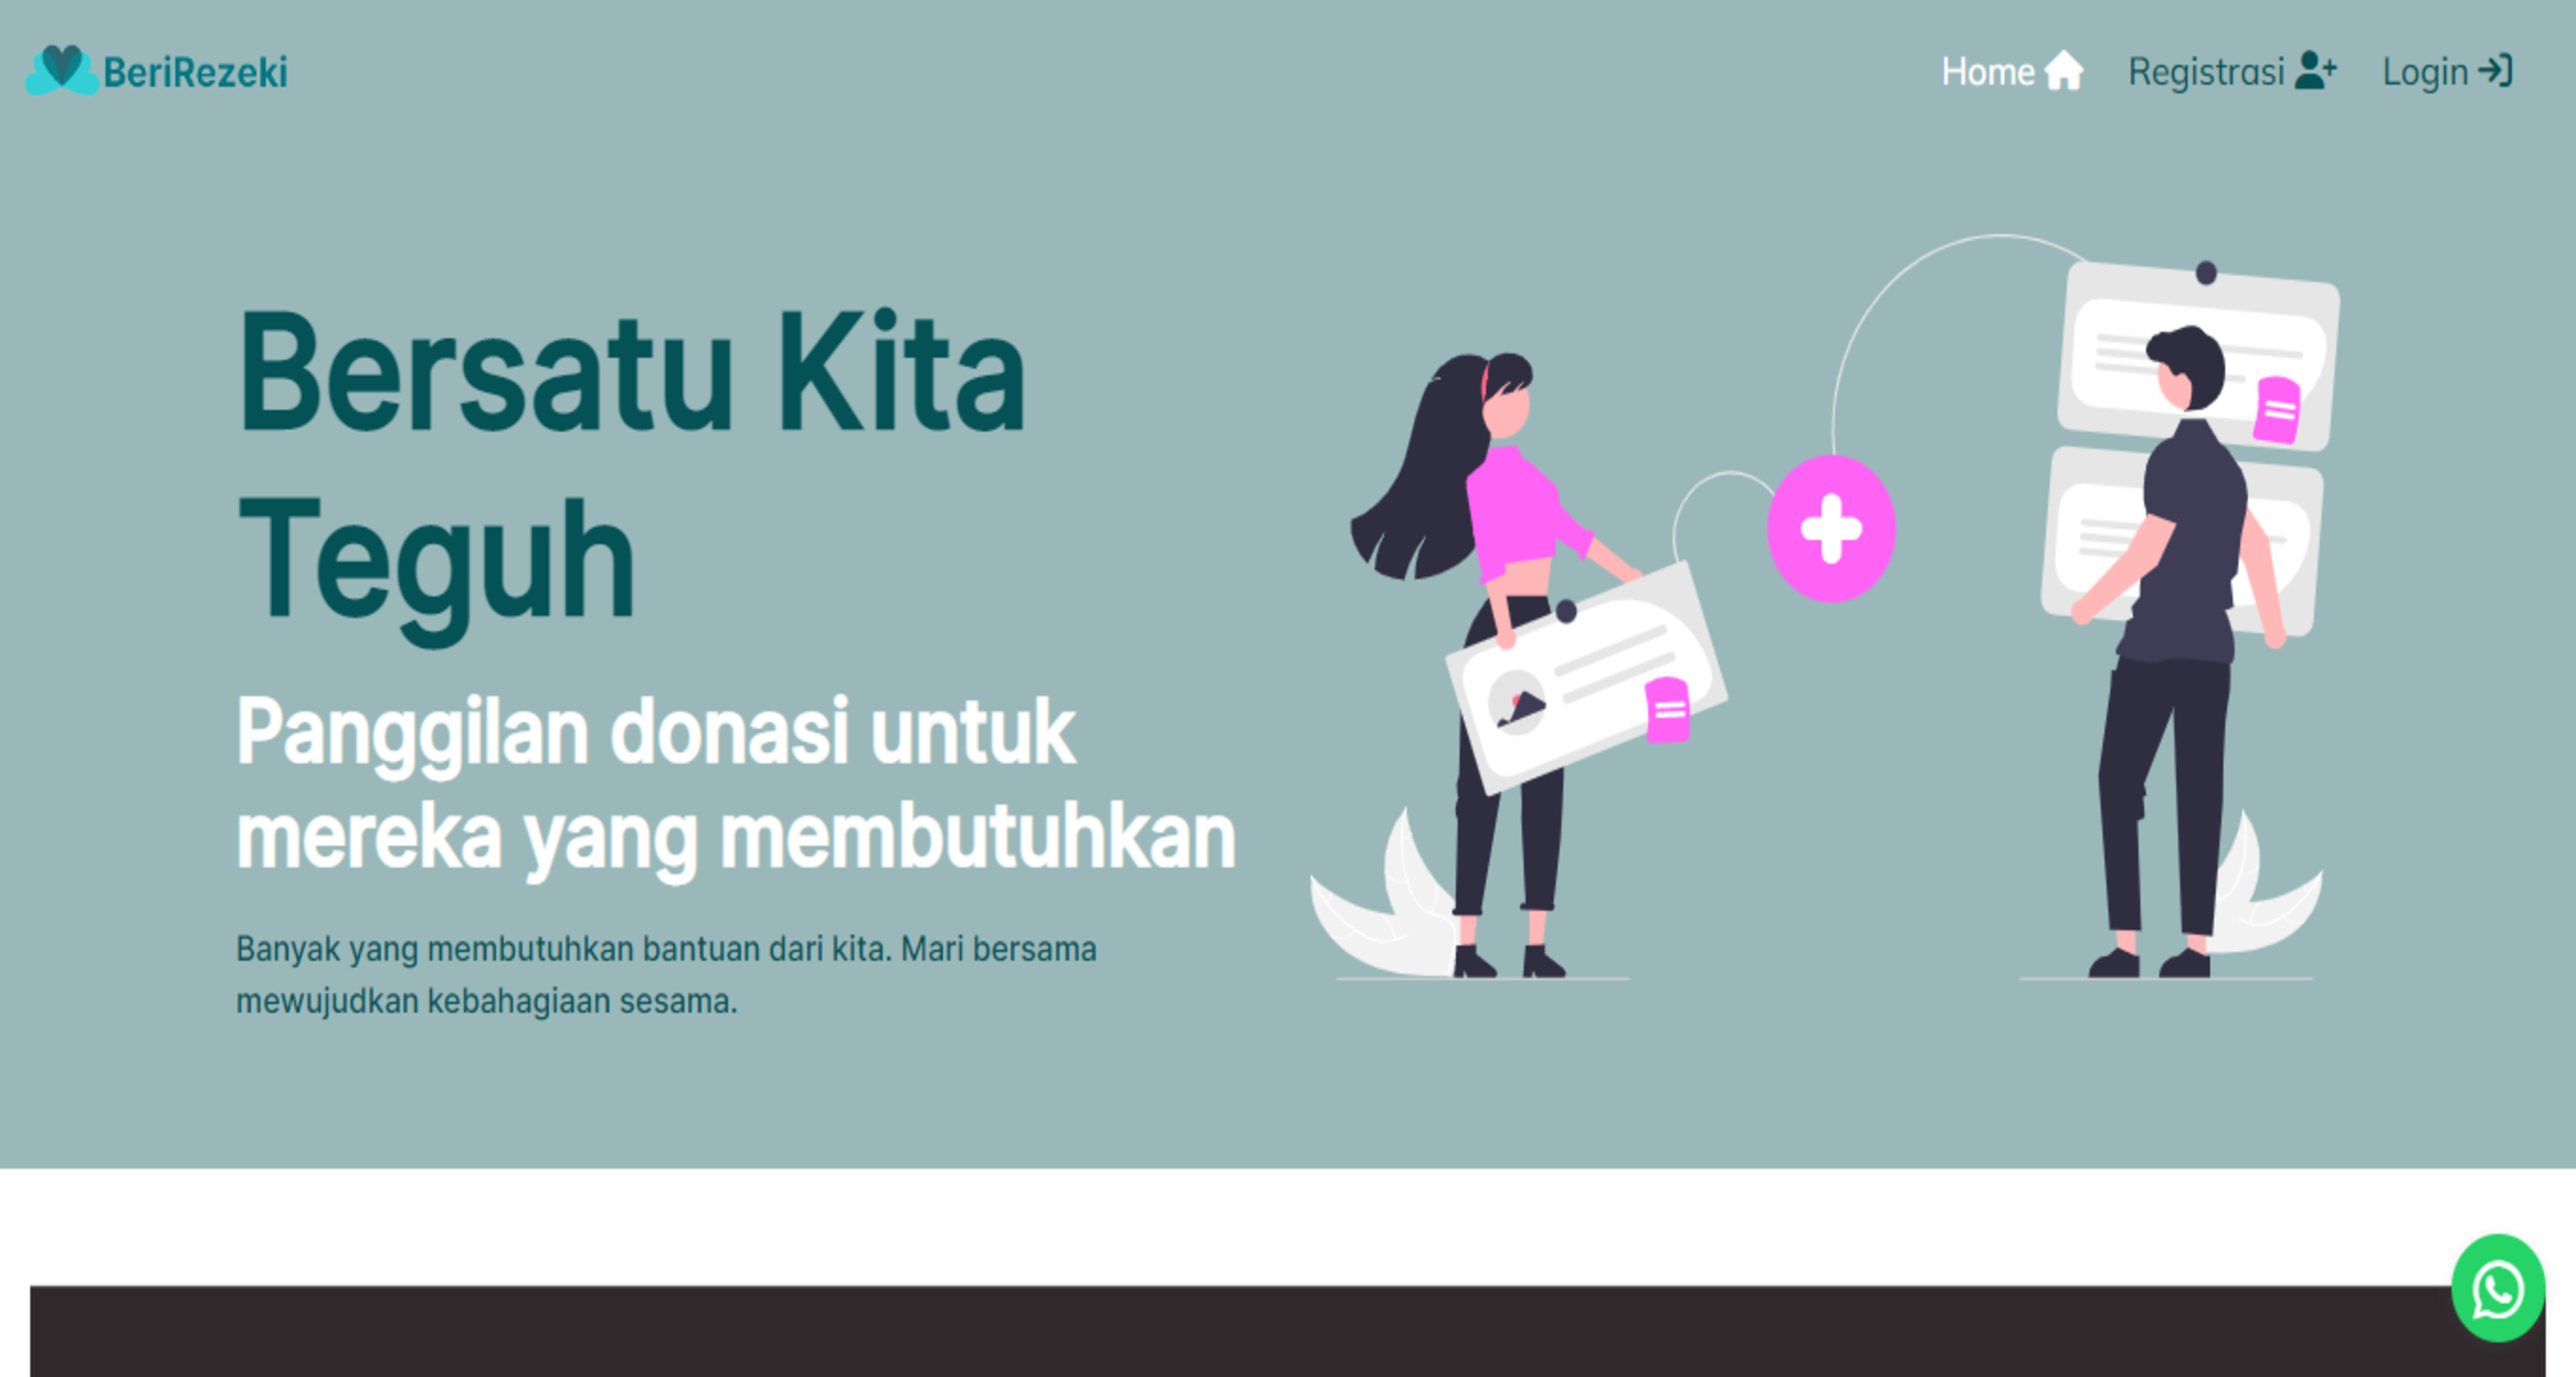 BeriRezeki
Home
Registrasi
Login
Bersatu Kita
Teguh
Panggilan donasi untuk
mereka yang membutuhkan
Banyak yang membutuhkan bantuan dari kita. Mari bersama
mewujudkan kebahagiaan sesama.